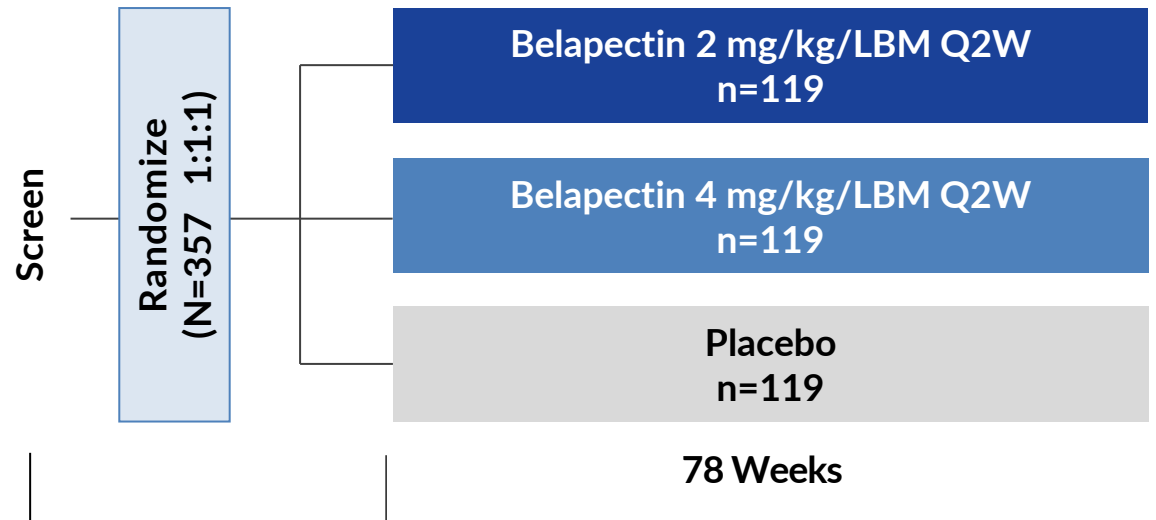 Screen
Randomize
(N=357 1:1:1)
Belapectin 2 mg/kg/LBM Q2W
n=119
Belapectin 4 mg/kg/LBM Q2W
n=119
Placebo
n=119
78 Weeks